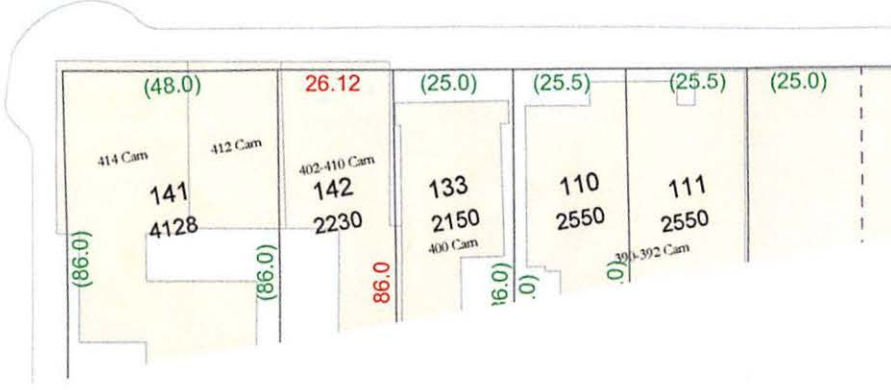 (48.0) 26.12 (25.0) (25.5) (25.5) (25.0)
414 Cam 412 Cam 402-410 Cam
141 142 133 110 111
4128 2230 2150 2550 2550
400 Cam 390-392 Cam
(86.0) (86.0) 86.0